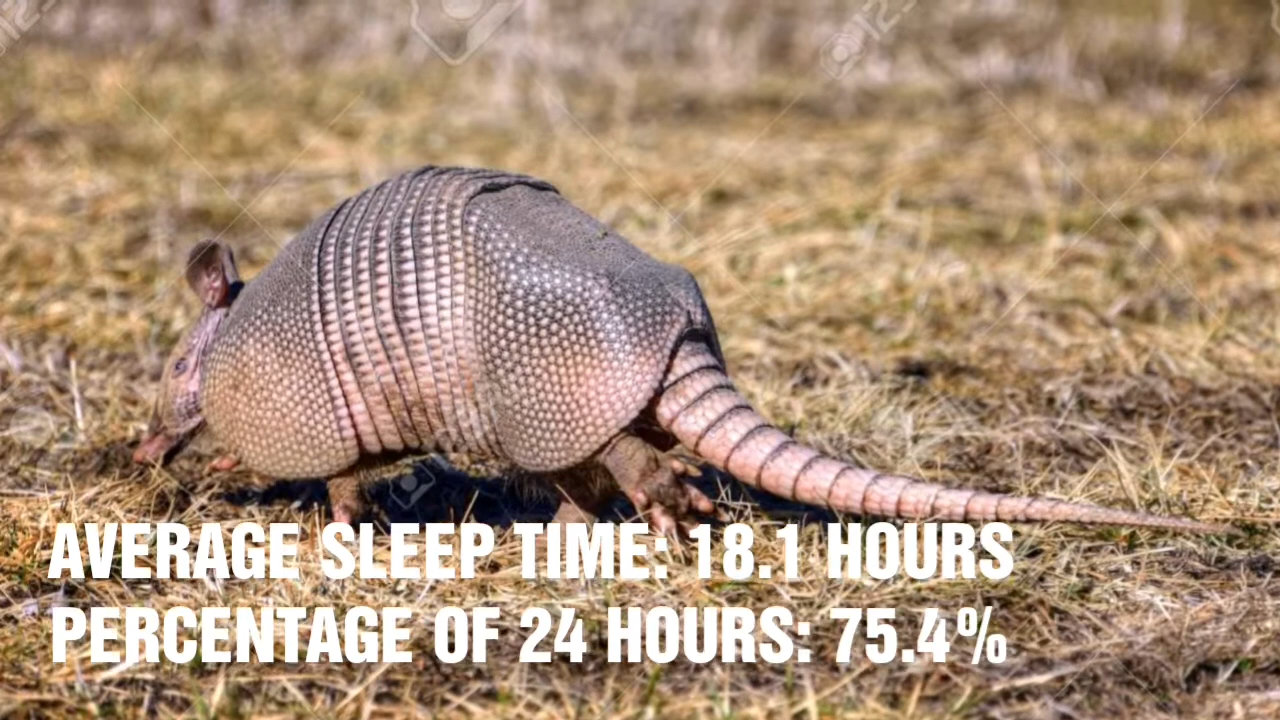 AVERAGE SLEEP TIME: 18.1 HOURS
PERCENTAGE OF 24 HOURS: 75.4%